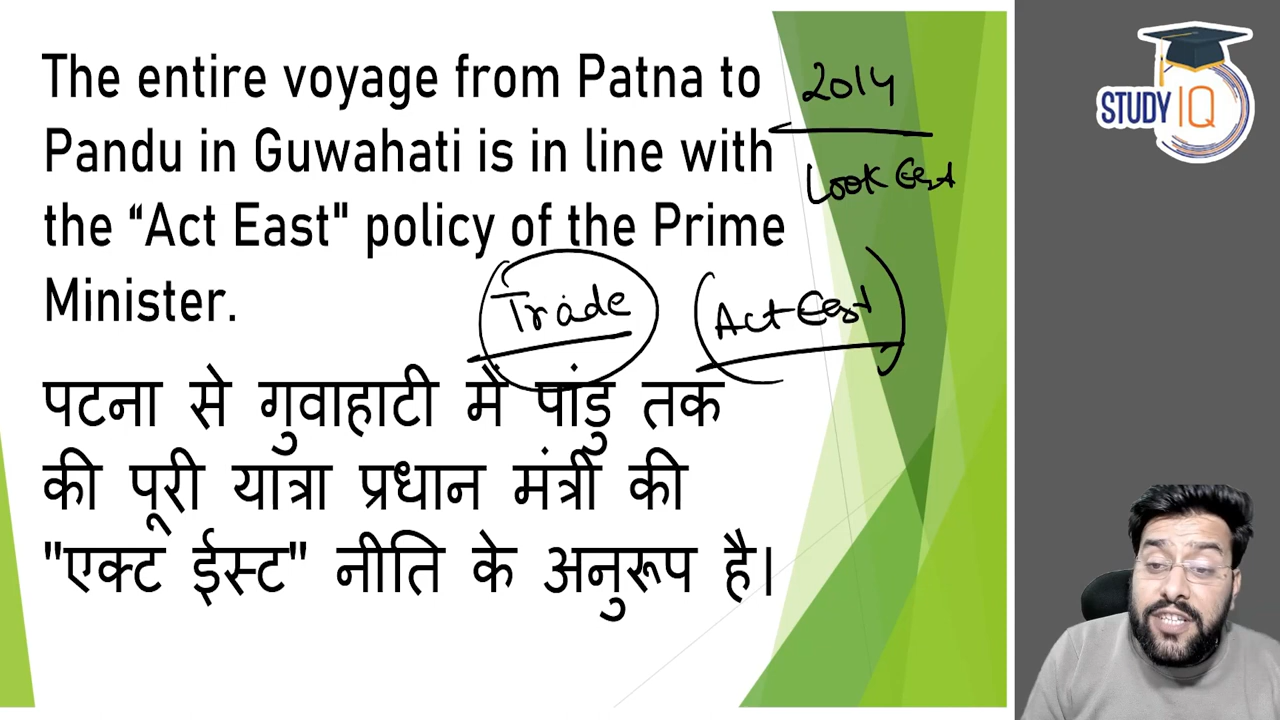 The entire voyage from Patna to
Pandu in Guwahati is in line with
the “Act East" policy of the Prime
Minister.
2014
Look East
Trade
Act East
पटना से गुवाहाटी में पांडु तक
की पूरी यात्रा प्रधान मंत्री की
"एक्ट ईस्ट" नीति के अनुरूप है।
STUDY IQ